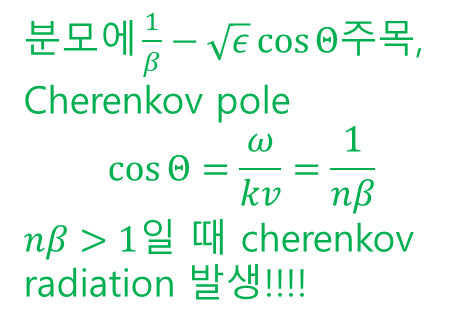 분모에 1/β − √ϵ cos Θ주목,
Cherenkov pole
cos Θ = ω/kv = 1/nβ
nβ > 1일 때 cherenkov
radiation 발생!!!!